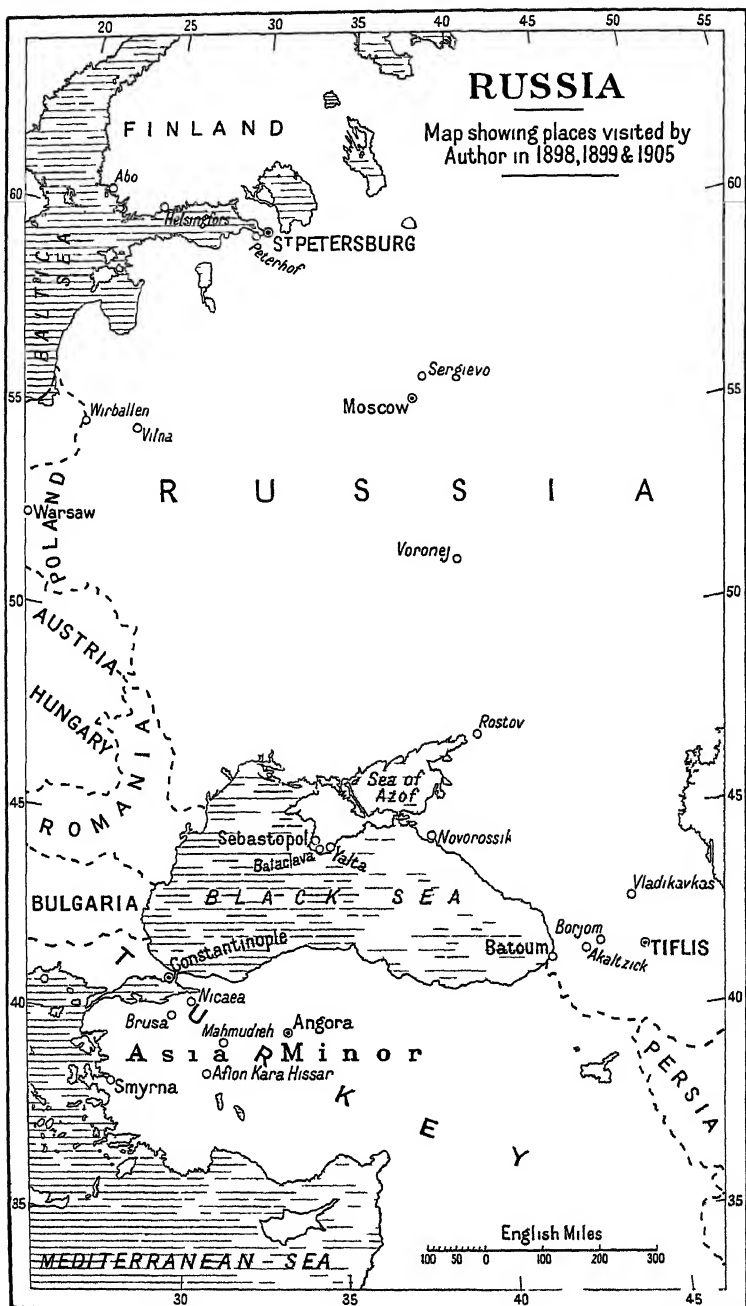 20 25 35 40 45 50 55
RUSSIA
Map showing places visited by
Author in 1898, 1899 & 1905
FINLAND
Abo
60
60
Helsingfors
ST PETERSBURG
Peterhof
BALTIC
SEA
Sergievo
55
55
Moscow
Wirballen
Vilna
RUSSIA
Warsaw
POLAND
Voronej
50
50
AUSTRIA
HUNGARY
ROMANIA
Rostov
Sea of
Azof
45
45
Sebastopol
Balaclava
Yalta
Novorossik
BULGARIA
BLACK SEA
Vladikavkas
Borjom
Akaltzick
TIFLIS
Batoum
Constantinople
TURKEY
40
40
Nicaea
Brusa
Mahmudieh
Angora
Asia Minor
PERSIA
Afion Kara Hissar
Smyrna
35
35
English Miles
100 50 0 100 200 300
MEDITERRANEAN-SEA
30 35 40 45